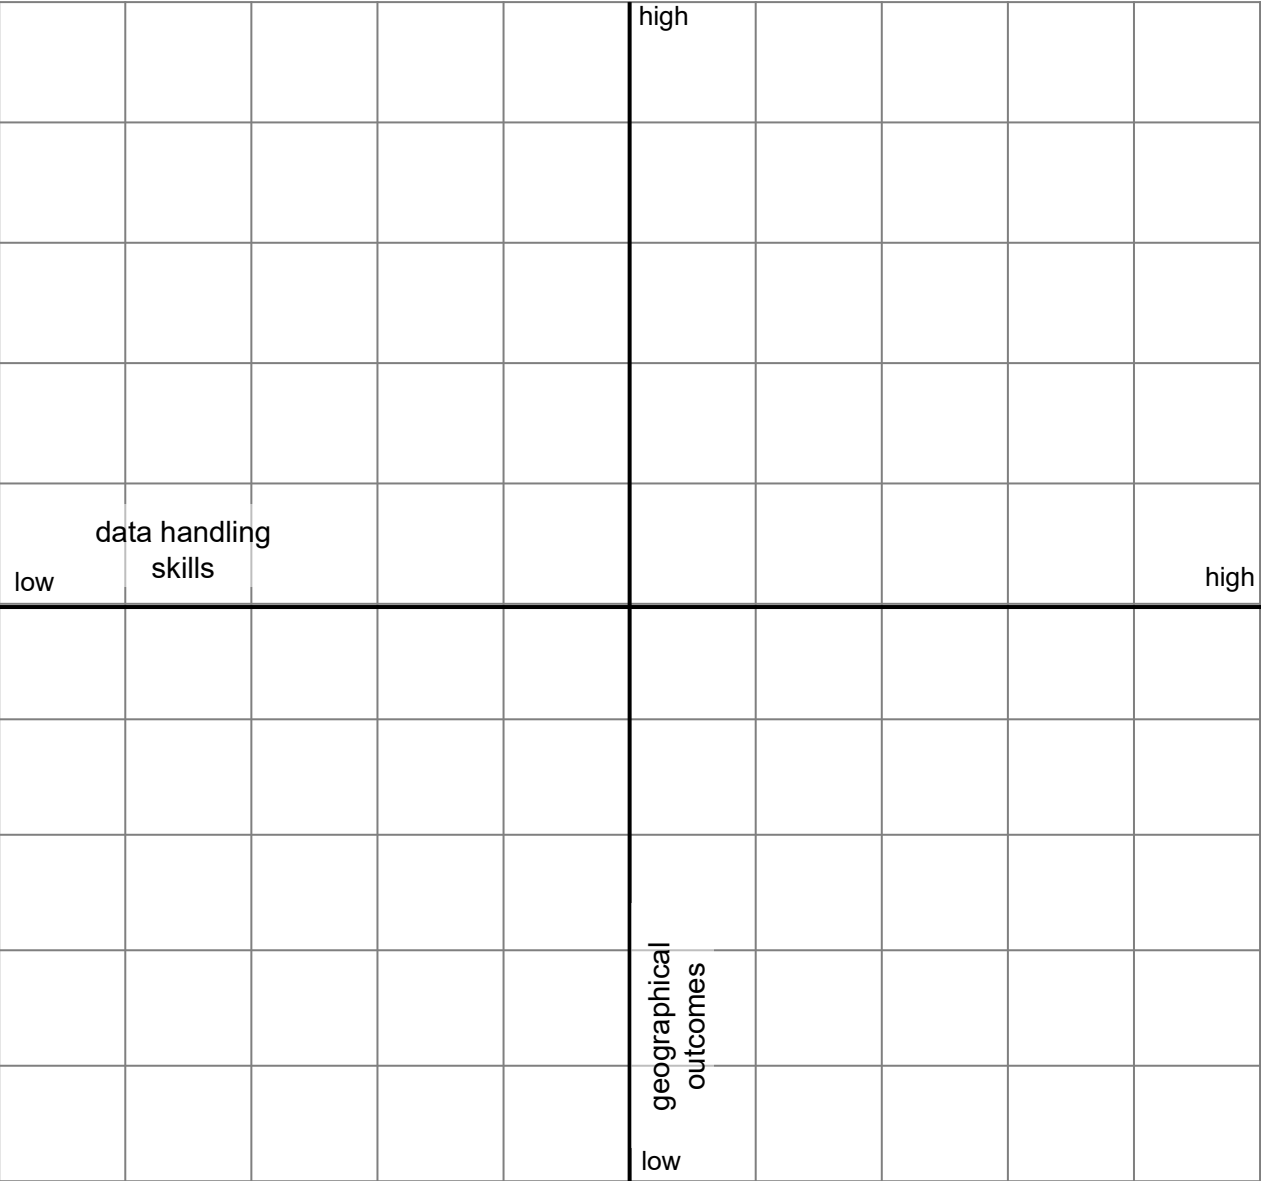 high
data handling
skills
low
high
geographical
outcomes
low